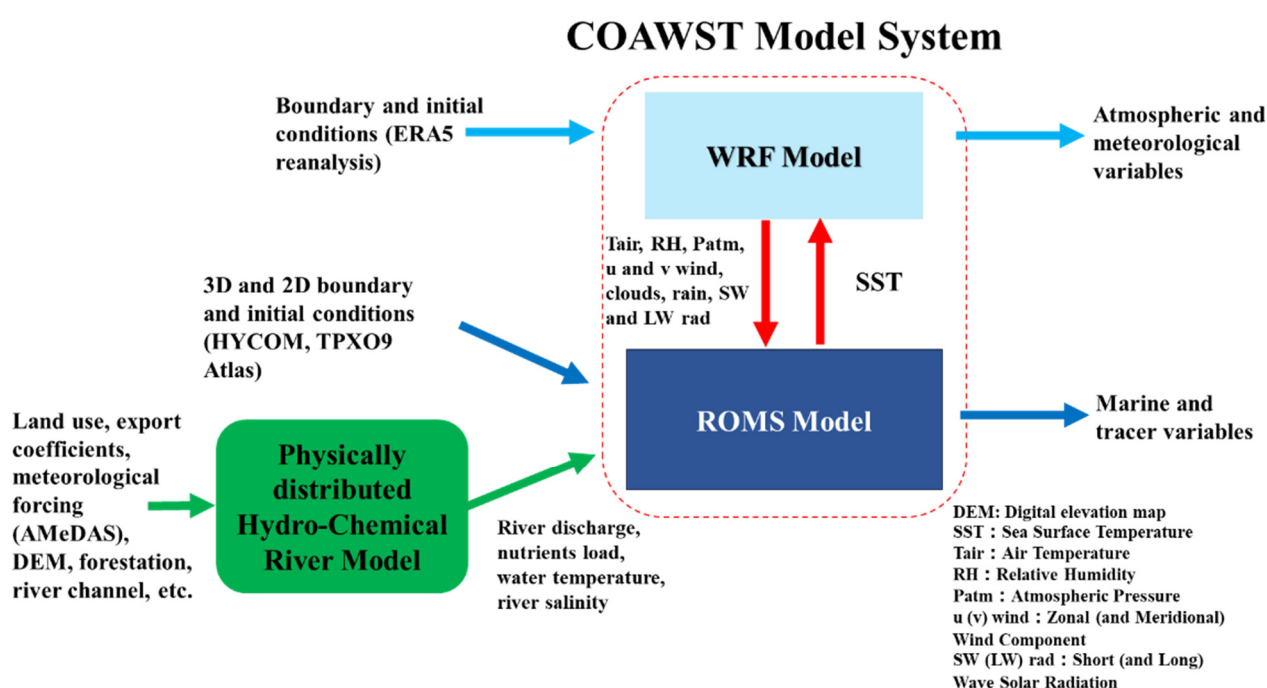 COAWST Model System
Boundary and initial
conditions (ERA5
reanalysis)
WRF Model
Atmospheric and
meteorological
variables
Tair, RH, Patm,
u and v wind,
clouds, rain, SW
and LW rad
SST
3D and 2D boundary
and initial conditions
(HYCOM, TPXO9
Atlas)
ROMS Model
Marine and
tracer variables
Land use, export
coefficients,
meteorological
forcing
(AMeDAS),
DEM, forestation,
river channel, etc.
Physically
distributed
Hydro-Chemical
River Model
River discharge,
nutrients load,
water temperature,
river salinity
DEM: Digital elevation map
SST：Sea Surface Temperature
Tair：Air Temperature
RH：Relative Humidity
Patm：Atmospheric Pressure
u (v) wind：Zonal (and Meridional)
Wind Component
SW (LW) rad：Short (and Long)
Wave Solar Radiation